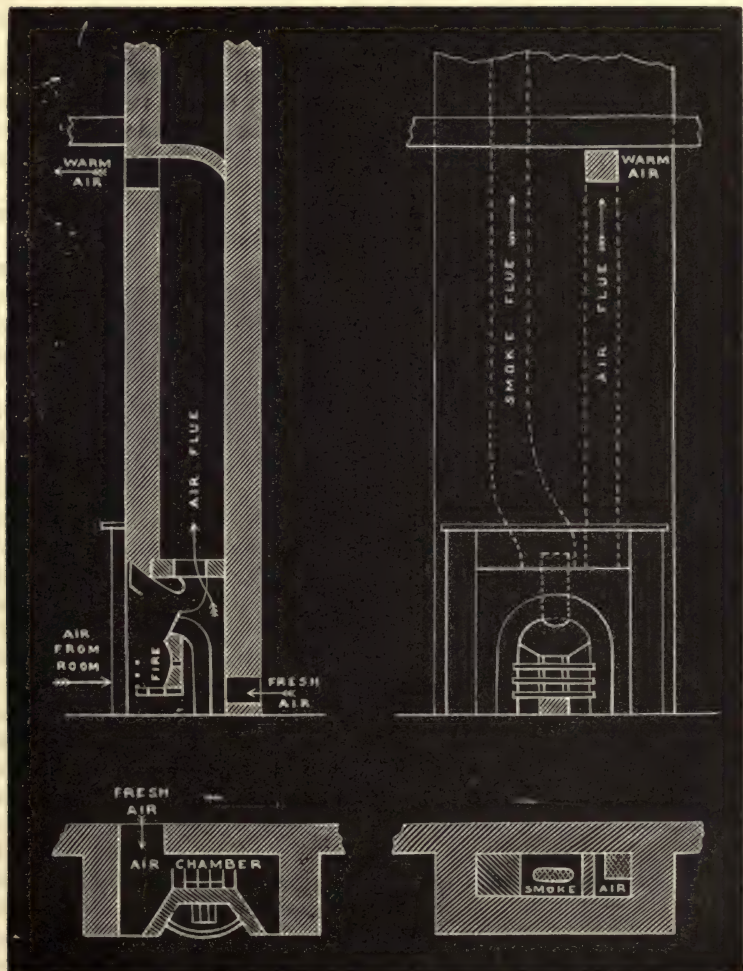 WARM
AIR
AIR FLUE
AIR
FROM
ROOM
FIRE
FRESH
AIR
WARM
AIR
SMOKE FLUE
AIR FLUE
FRESH
AIR
AIR CHAMBER
SMOKE
AIR